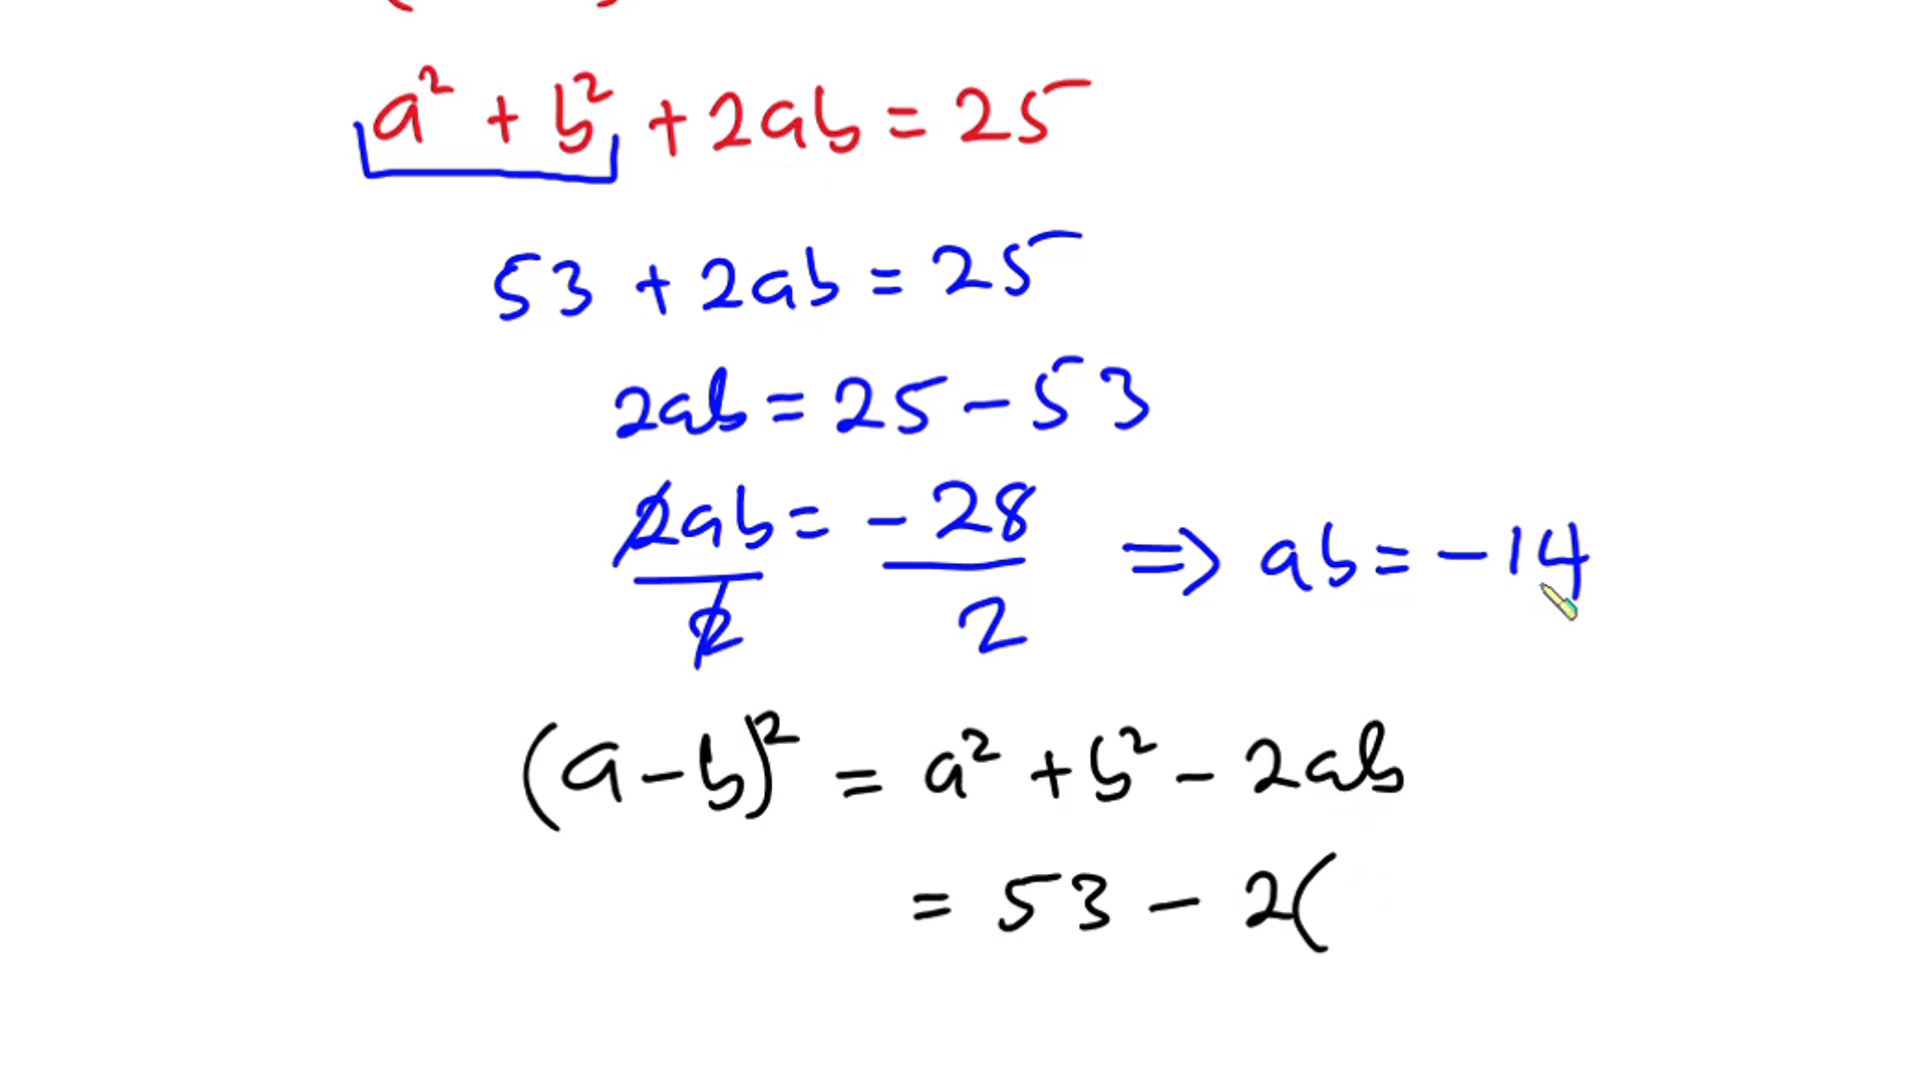 a² + b² + 2ab = 25
53 + 2ab = 25
2ab = 25 - 53
2ab/2 = -28/2 ⇒ ab = -14
(a - b)² = a² + b² - 2ab
= 53 - 2(